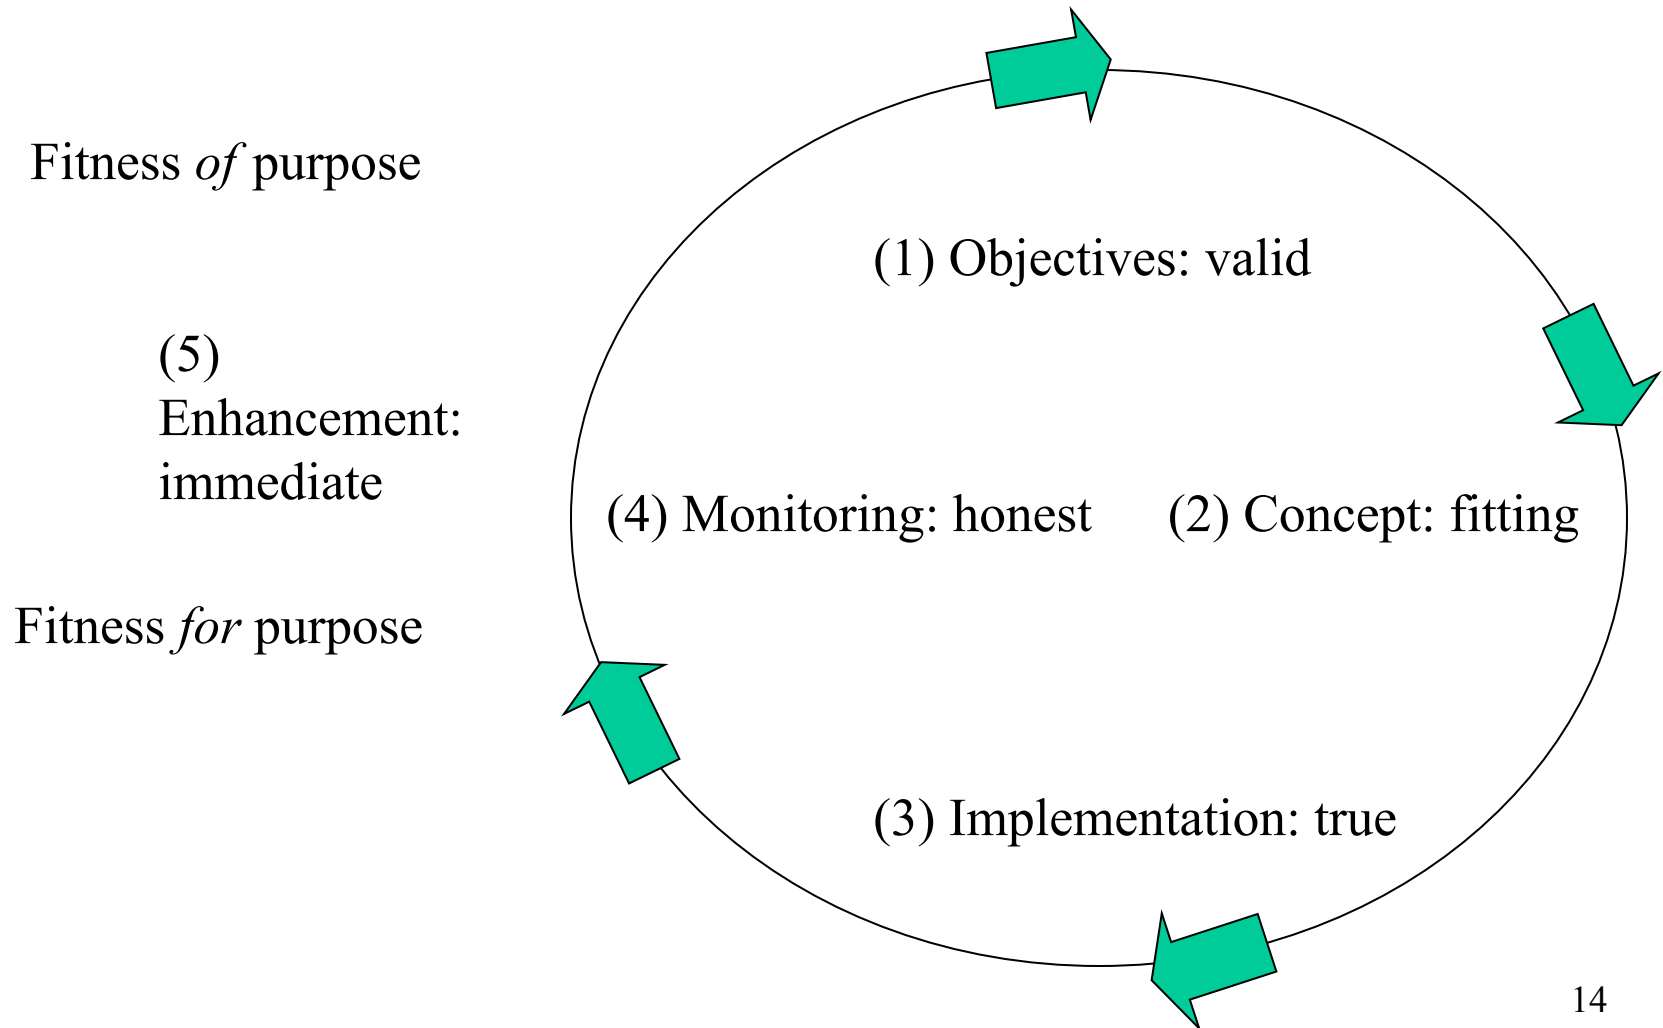 Fitness of purpose
(1) Objectives: valid
(5)
Enhancement:
immediate
(4) Monitoring: honest
(2) Concept: fitting
Fitness for purpose
(3) Implementation: true
14